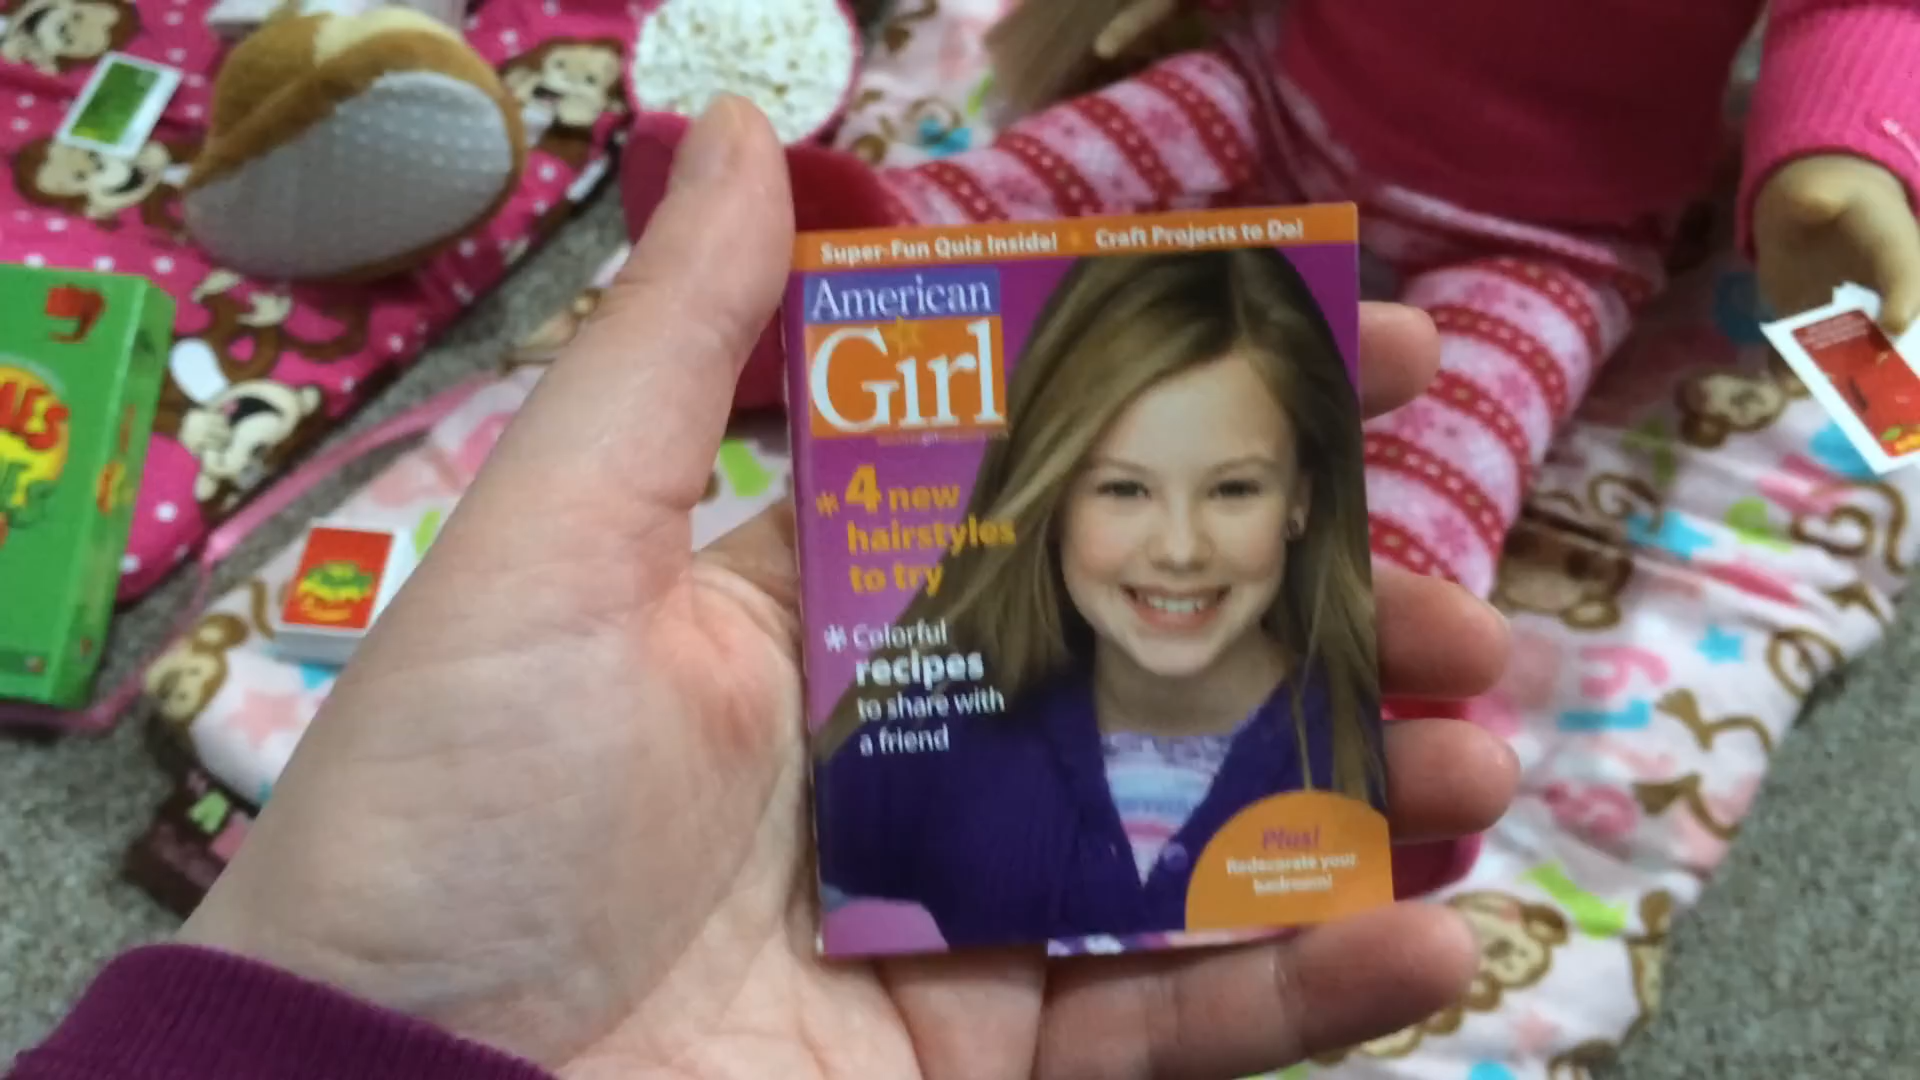 Super-Fun Quiz Inside! Craft Projects to Do!
American
Girl
* 4 new
hairstyles
to try
* Colorful
recipes
to share with
a friend
Plus!
Redecorate your
bedroom!
APPLES